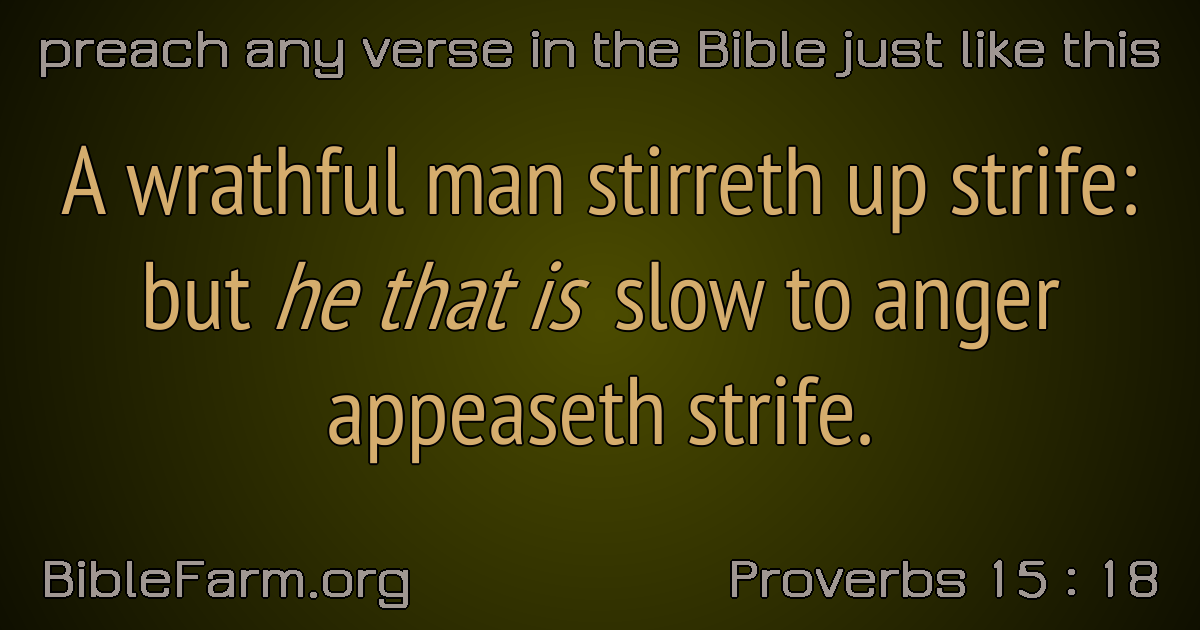 preach any verse in the Bible just like this
A wrathful man stirreth up strife:
but he that is slow to anger
appeaseth strife.
BibleFarm.org
Proverbs 15 : 18